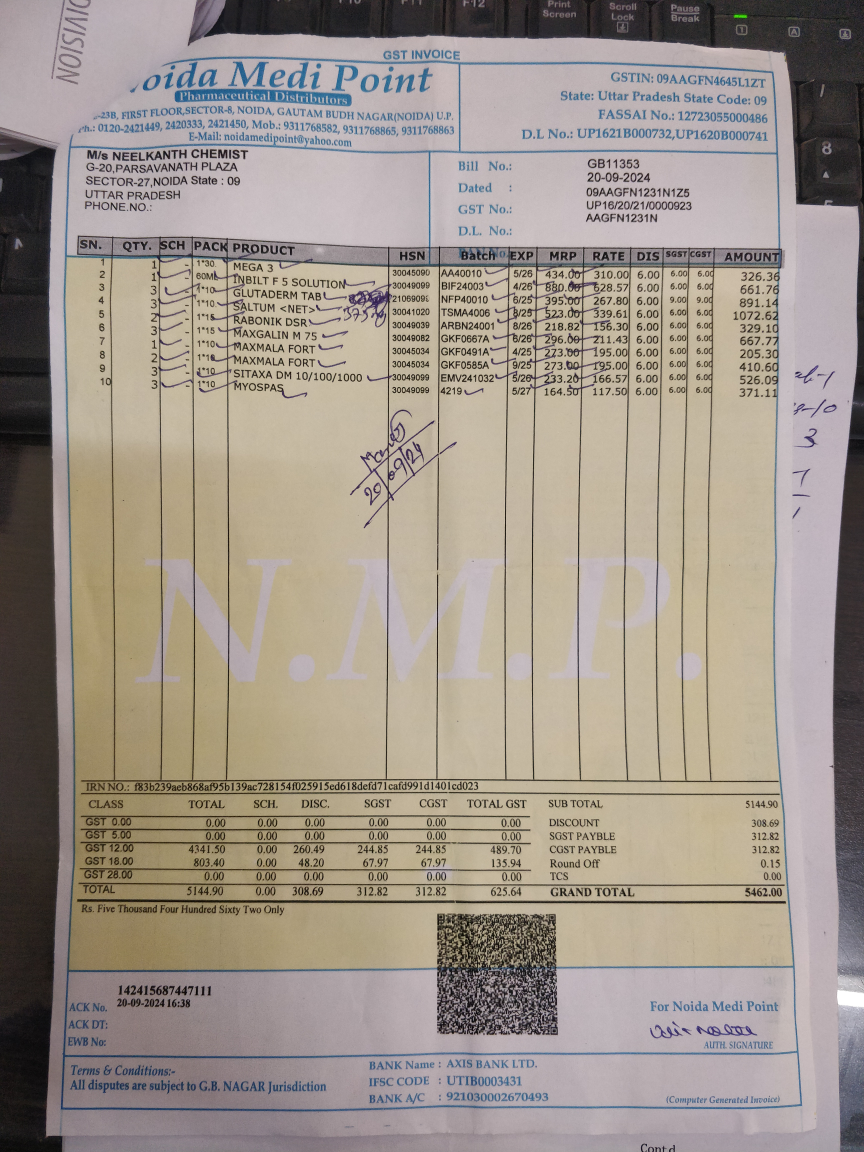 DIVISION
F12
Print Screen
Scroll Lock
Pause Break
GST INVOICE
Noida Medi Point
Pharmaceutical Distributors
23B, FIRST FLOOR,SECTOR-8, NOIDA, GAUTAM BUDH NAGAR(NOIDA) U.P.
Ph.: 0120-2421449, 2420333, 2421450, Mob.: 9311768582, 9311768865, 9311768863
E-Mail: noidamedipoint@yahoo.com
GSTIN: 09AAGFN4645L1ZT
State: Uttar Pradesh State Code: 09
FASSAI No.: 12723055000486
D.L No.: UP1621B000732,UP1620B000741
M/s NEELKANTH CHEMIST
G-20,PARSAVANATH PLAZA
SECTOR-27,NOIDA State : 09
UTTAR PRADESH
PHONE.NO.:
Bill No.: GB11353
Dated : 20-09-2024
GST No.: 09AAGFN1231N1Z5
D.L. No.: UP16/20/21/0000923
AAGFN1231N
SN. QTY. SCH PACK PRODUCT HSN Batch EXP MRP RATE DIS SGST CGST AMOUNT
1 1 - 1*30 MEGA 3 30045090 AA40010 5/26 434.00 310.00 6.00 6.00 6.00 326.36
2 1 - 60ML INBILT F 5 SOLUTION 30049099 BIF24003 4/26 880.00 628.57 6.00 6.00 6.00 661.76
3 3 - 1*10 GLUTADERM TAB 21069099 NFP40010 6/25 395.00 267.80 6.00 9.00 9.00 891.14
4 3 - 1*10 SALTUM <NET> 30041020 TSMA4006 8/25 523.00 339.61 6.00 6.00 6.00 1072.62
5 2 - 1*15 RABONIK DSR 30049039 ARBN24001 8/26 218.82 156.30 6.00 6.00 6.00 329.10
6 3 - 1*15 MAXGALIN M 75 30049082 GKF0667A 6/26 296.00 211.43 6.00 6.00 6.00 667.77
7 1 - 1*10 MAXMALA FORT 30045034 GKF0491A 4/25 273.00 195.00 6.00 6.00 6.00 205.30
8 2 - 1*10 MAXMALA FORT 30045034 GKF0585A 9/25 273.00 195.00 6.00 6.00 6.00 410.60
9 3 - 1*10 SITAXA DM 10/100/1000 30049099 EMV241032 5/26 233.20 166.57 6.00 6.00 6.00 526.09
10 3 - 1*10 MYOSPAS 30049099 4219 5/27 164.50 117.50 6.00 6.00 6.00 371.11
20/09/24
N.M.P.
IRN NO.: f83b239aeb868af95b139ac728154f025915ed618defd71cafd991d1401cd023
CLASS TOTAL SCH. DISC. SGST CGST TOTAL GST
GST 0.00 0.00 0.00 0.00 0.00 0.00 0.00
GST 5.00 0.00 0.00 0.00 0.00 0.00 0.00
GST 12.00 4341.50 0.00 260.49 244.85 244.85 489.70
GST 18.00 803.40 0.00 48.20 67.97 67.97 135.94
GST 28.00 0.00 0.00 0.00 0.00 0.00 0.00
TOTAL 5144.90 0.00 308.69 312.82 312.82 625.64
SUB TOTAL 5144.90
DISCOUNT 308.69
SGST PAYBLE 312.82
CGST PAYBLE 312.82
Round Off 0.15
TCS 0.00
GRAND TOTAL 5462.00
Rs. Five Thousand Four Hundred Sixty Two Only
142415687447111
ACK No. 20-09-2024 16:38
ACK DT:
EWB No:
For Noida Medi Point
AUTH. SIGNATURE
Terms & Conditions:-
All disputes are subject to G.B. NAGAR Jurisdiction
BANK Name : AXIS BANK LTD.
IFSC CODE : UTIB0003431
BANK A/C : 921030002670493
(Computer Generated Invoice)
Contd